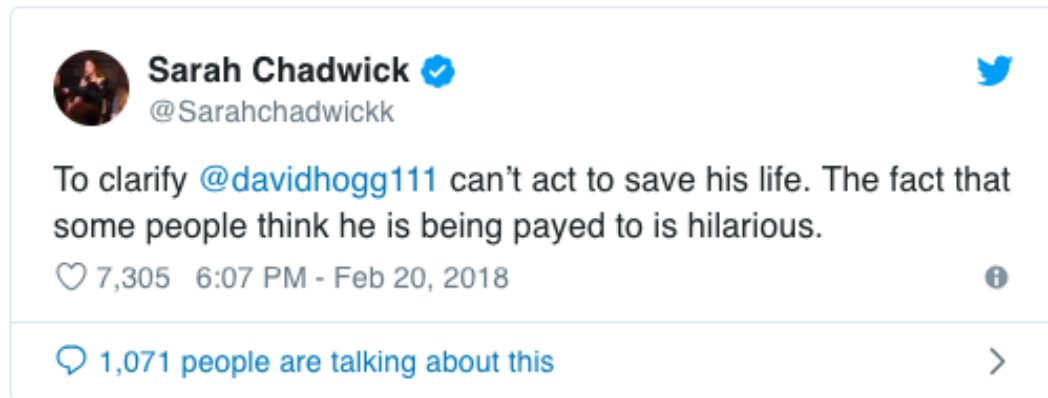 Sarah Chadwick
@Sarahchadwickk
To clarify @davidhogg111 can’t act to save his life. The fact that
some people think he is being payed to is hilarious.
7,305 6:07 PM - Feb 20, 2018
1,071 people are talking about this